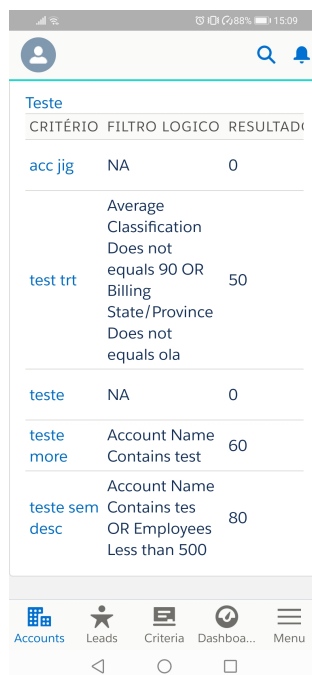 88% 15:09
Teste
CRITÉRIO FILTRO LOGICO RESULTADO
acc jig NA 0
Average
Classification
Does not
equals 90 OR
test trt Billing 50
State/Province
Does not
equals ola
teste NA 0
teste Account Name
more Contains test 60
Account Name
teste sem Contains tes
desc OR Employees 80
Less than 500
Accounts Leads Criteria Dashboa... Menu